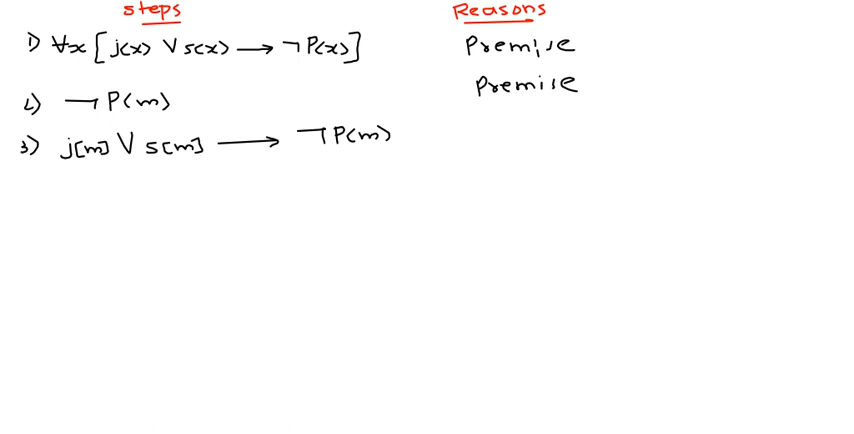 Steps Reasons
1) ∀x [ j(x) ∨ s(x) → ¬ P(x) ] Premise
2) ¬ P(m) Premise
3) j[m] ∨ s[m] → ¬ P(m)